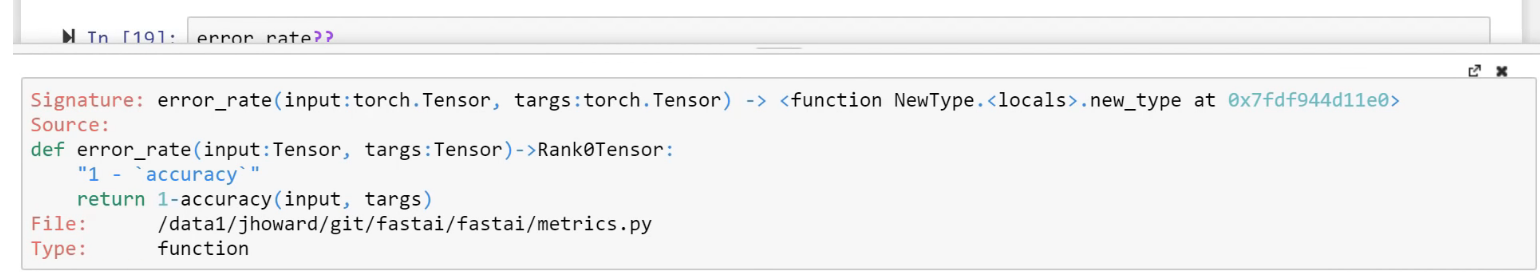 In [19]: error_rate??
Signature: error_rate(input:torch.Tensor, targs:torch.Tensor) -> <function NewType.<locals>.new_type at 0x7fdf944d11e0>
Source:
def error_rate(input:Tensor, targs:Tensor)->Rank0Tensor:
    "1 - `accuracy`"
    return 1-accuracy(input, targs)
File:      /data1/jhoward/git/fastai/fastai/metrics.py
Type:      function